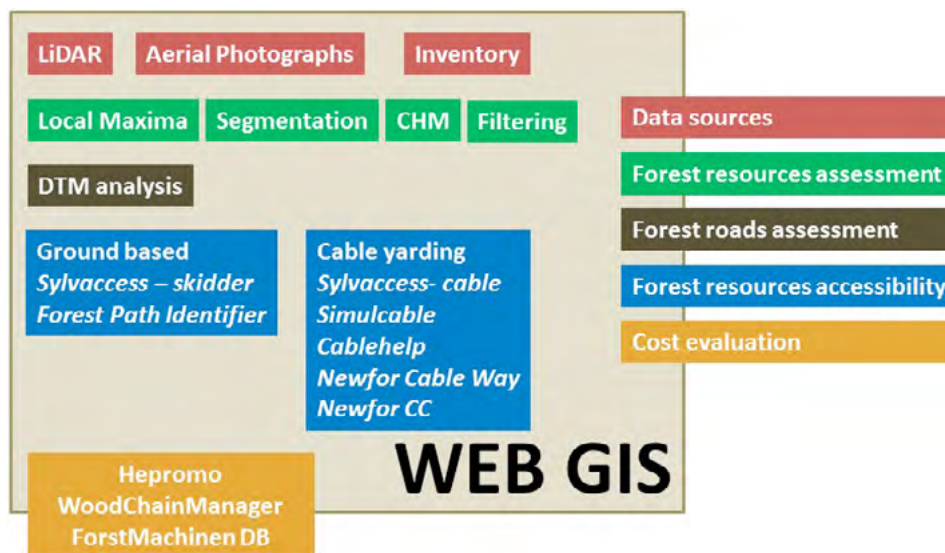 LiDAR
Aerial Photographs
Inventory
Local Maxima
Segmentation
CHM
Filtering
DTM analysis
Ground based
Sylvaccess – skidder
Forest Path Identifier
Cable yarding
Sylvaccess- cable
Simulcable
Cablehelp
Newfor Cable Way
Newfor CC
Hepromo
WoodChainManager
ForstMachinen DB
WEB GIS
Data sources
Forest resources assessment
Forest roads assessment
Forest resources accessibility
Cost evaluation